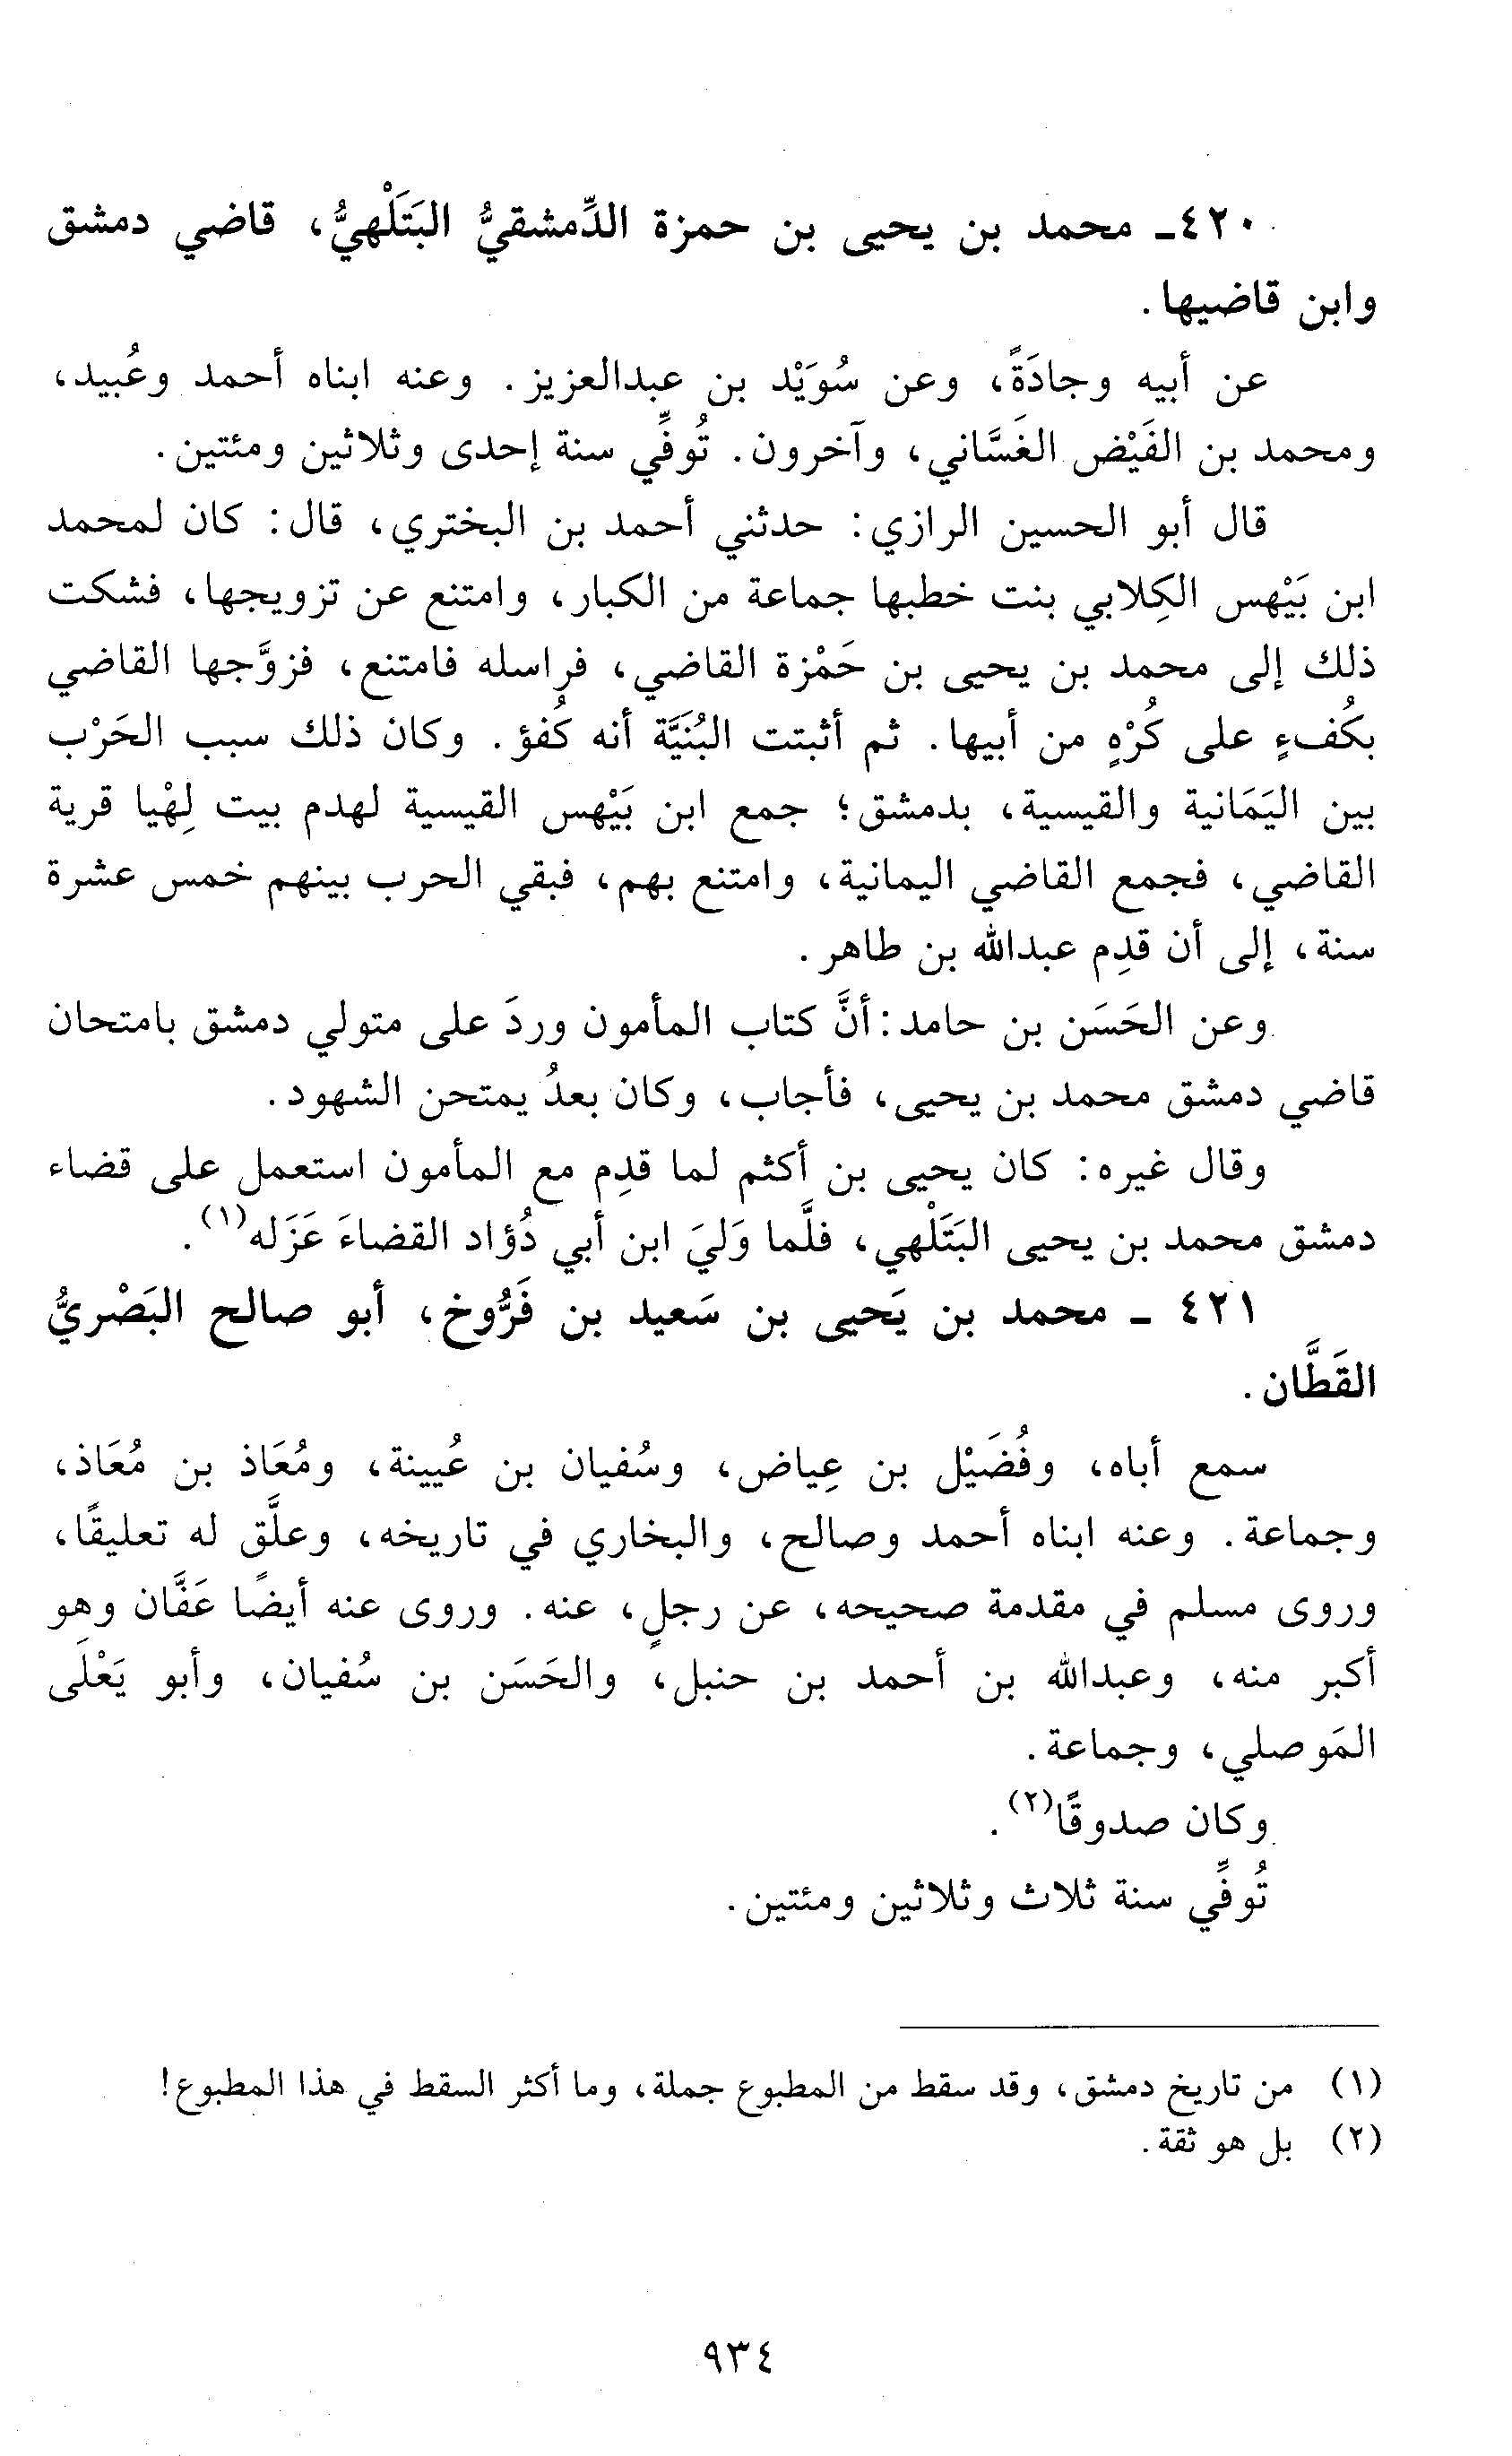 ٤٢٠- محمد بن يحيى بن حمزة الدِّمشقيُّ البَتَلْهيُّ، قاضي دمشق
وابن قاضيها.
عن أبيه وجادَةً، وعن سُوَيْد بن عبدالعزيز. وعنه ابناه أحمد وعُبيد،
ومحمد بن الفَيْض الغَسَّاني، وآخرون. تُوفِّي سنة إحدى وثلاثين ومئتين.
قال أبو الحسين الرازي: حدثني أحمد بن البختري، قال: كان لمحمد
ابن بَيْهس الكِلابي بنت خطبها جماعة من الكبار، وامتنع عن تزويجها، فشكت
ذلك إلى محمد بن يحيى بن حَمْزة القاضي، فراسله فامتنع، فزوَّجها القاضي
بكُفءٍ على كُرْهٍ من أبيها. ثم أثبتت البُنَيَّة أنه كُفؤ. وكان ذلك سبب الحَرْب
بين اليَمَانية والقيسية، بدمشق؛ جمع ابن بَيْهس القيسية لهدم بيت لِهْيا قرية
القاضي، فجمع القاضي اليمانية، وامتنع بهم، فبقي الحرب بينهم خمس عشرة
سنة، إلى أن قدِم عبدالله بن طاهر.
وعن الحَسَن بن حامد: أنَّ كتاب المأمون وردَ على متولي دمشق بامتحان
قاضي دمشق محمد بن يحيى، فأجاب، وكان بعدُ يمتحن الشهود.
وقال غيره: كان يحيى بن أكثم لما قدِم مع المأمون استعمل على قضاء
دمشق محمد بن يحيى البَتَلْهي، فلَّما وَليَ ابن أبي دُؤاد القضاءَ عَزَله(١).
٤٢١ - محمد بن يَحيى بن سَعيد بن فَرُّوخ، أبو صالح البَصْريُّ
القَطَّان.
سمع أباه، وفُضَيْل بن عِياض، وسُفيان بن عُيينة، ومُعَاذ بن مُعَاذ،
وجماعة. وعنه ابناه أحمد وصالح، والبخاري في تاريخه، وعلَّق له تعليقًا،
وروى مسلم في مقدمة صحيحه، عن رجلٍ، عنه. وروى عنه أيضًا عَفَّان وهو
أكبر منه، وعبدالله بن أحمد بن حنبل، والحَسَن بن سُفيان، وأبو يَعْلَى
المَوصلي، وجماعة.
وكان صدوقًا(٢).
تُوفِّي سنة ثلاث وثلاثين ومئتين.
(١) من تاريخ دمشق، وقد سقط من المطبوع جملة، وما أكثر السقط في هذا المطبوع!
(٢) بل هو ثقة.
٩٣٤